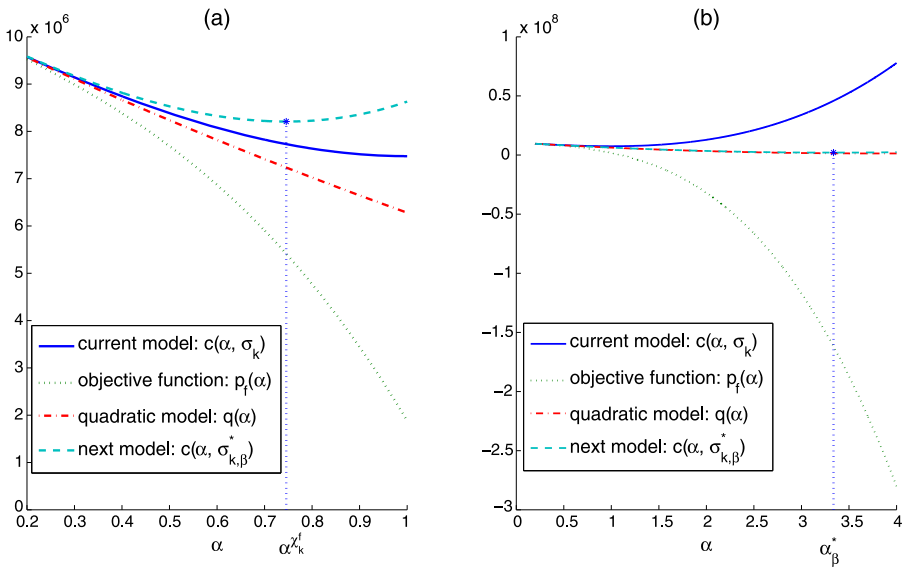 (a)
x 10^6
10
9
8
7
6
5
4
3
2
1
0
0.2 0.3 0.4 0.5 0.6 0.7 0.8 0.9 1
α α^{χ_k^f}
current model: c(α, σ_k)
objective function: p_f(α)
quadratic model: q(α)
next model: c(α, σ^*_{k,β})
(b)
x 10^8
1
0.5
0
−0.5
−1
−1.5
−2
−2.5
−3
0 0.5 1 1.5 2 2.5 3 3.5 4
α α^*_β
current model: c(α, σ_k)
objective function: p_f(α)
quadratic model: q(α)
next model: c(α, σ^*_{k,β})